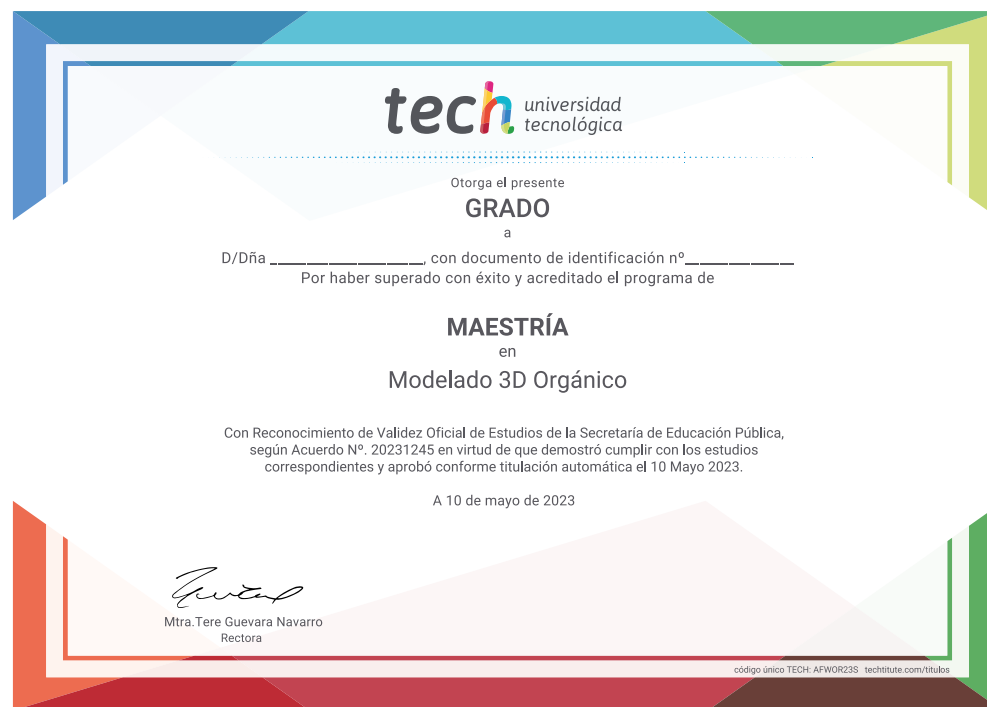 tech universidad
tecnológica
Otorga el presente
GRADO
a
D/Dña ____________________, con documento de identificación nº______________
Por haber superado con éxito y acreditado el programa de
MAESTRÍA
en
Modelado 3D Orgánico
Con Reconocimiento de Validez Oficial de Estudios de la Secretaría de Educación Pública,
según Acuerdo Nº. 20231245 en virtud de que demostró cumplir con los estudios
correspondientes y aprobó conforme titulación automática el 10 Mayo 2023.
A 10 de mayo de 2023
Mtra.Tere Guevara Navarro
Rectora
código único TECH: AFWOR23S techtitute.com/titulos